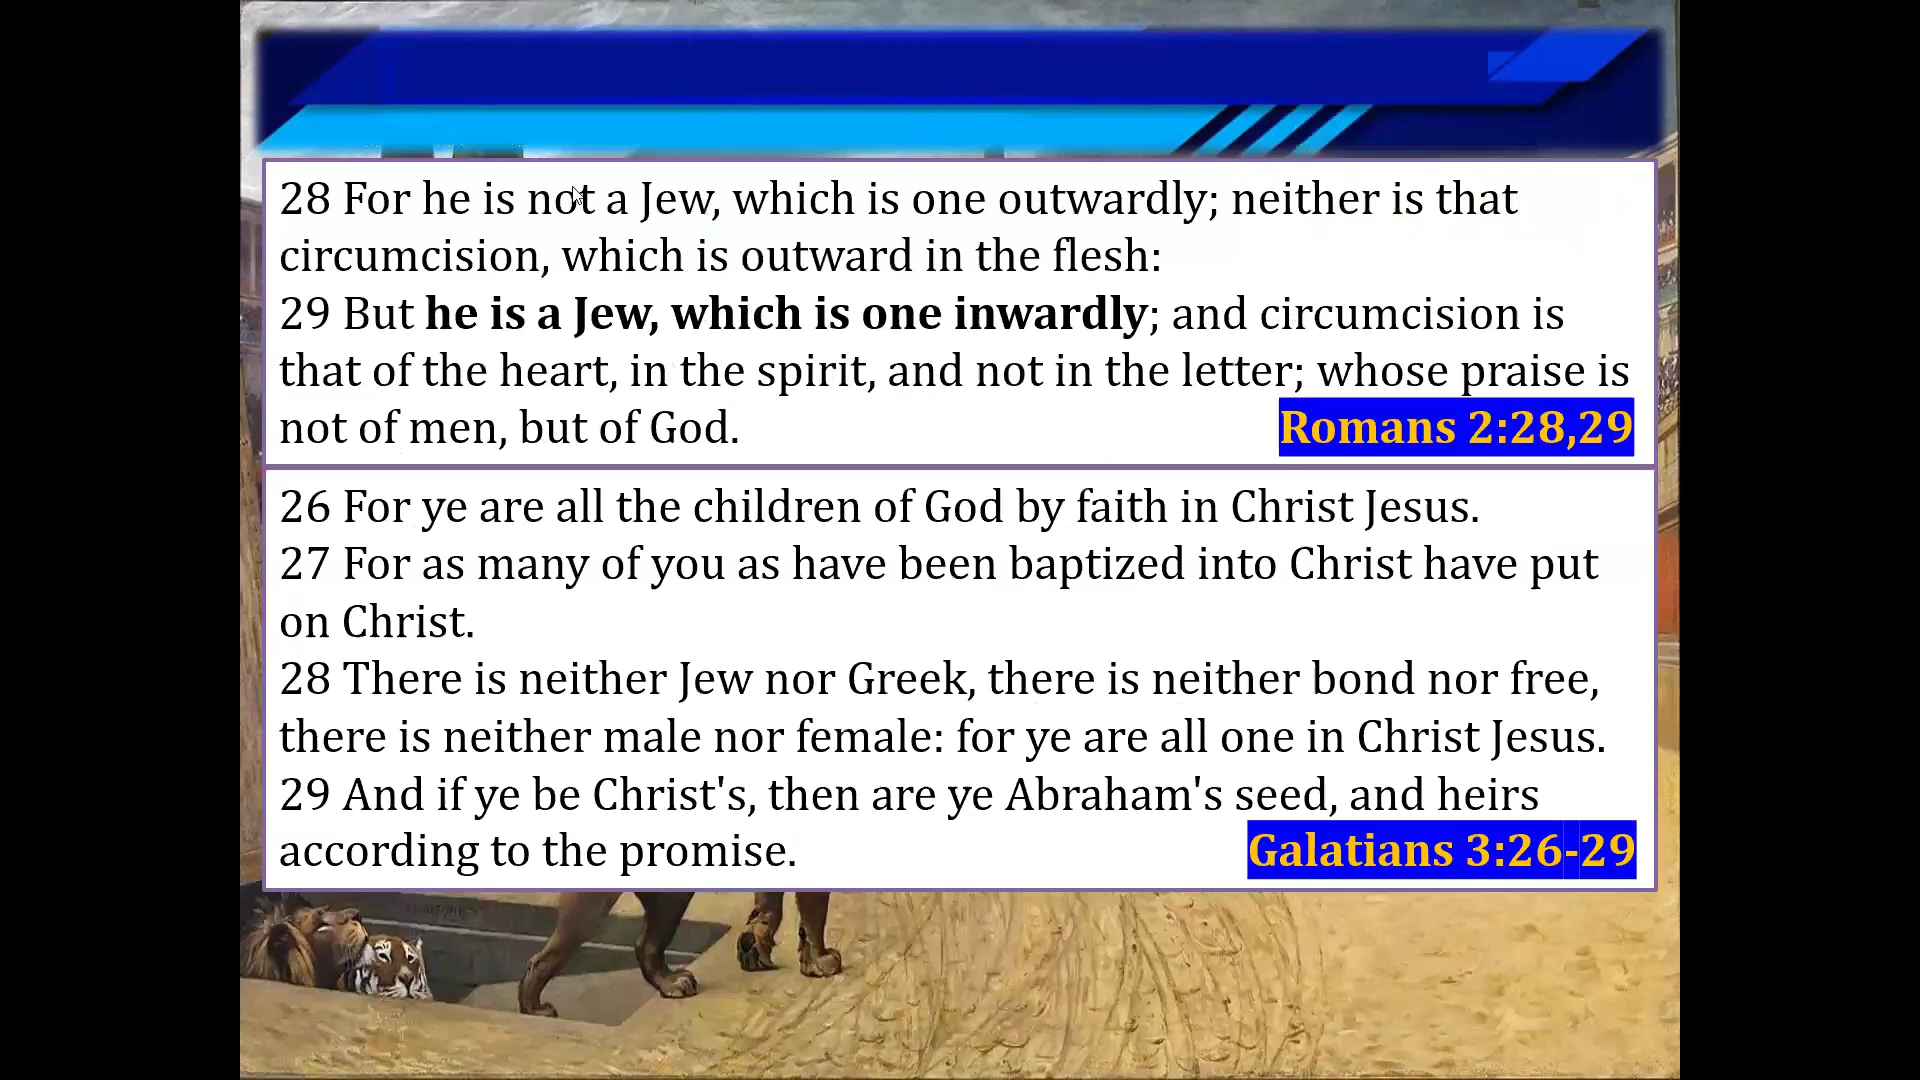 28 For he is not a Jew, which is one outwardly; neither is that
circumcision, which is outward in the flesh:
29 But he is a Jew, which is one inwardly; and circumcision is
that of the heart, in the spirit, and not in the letter; whose praise is
not of men, but of God.
Romans 2:28,29
26 For ye are all the children of God by faith in Christ Jesus.
27 For as many of you as have been baptized into Christ have put
on Christ.
28 There is neither Jew nor Greek, there is neither bond nor free,
there is neither male nor female: for ye are all one in Christ Jesus.
29 And if ye be Christ's, then are ye Abraham's seed, and heirs
according to the promise.
Galatians 3:26-29